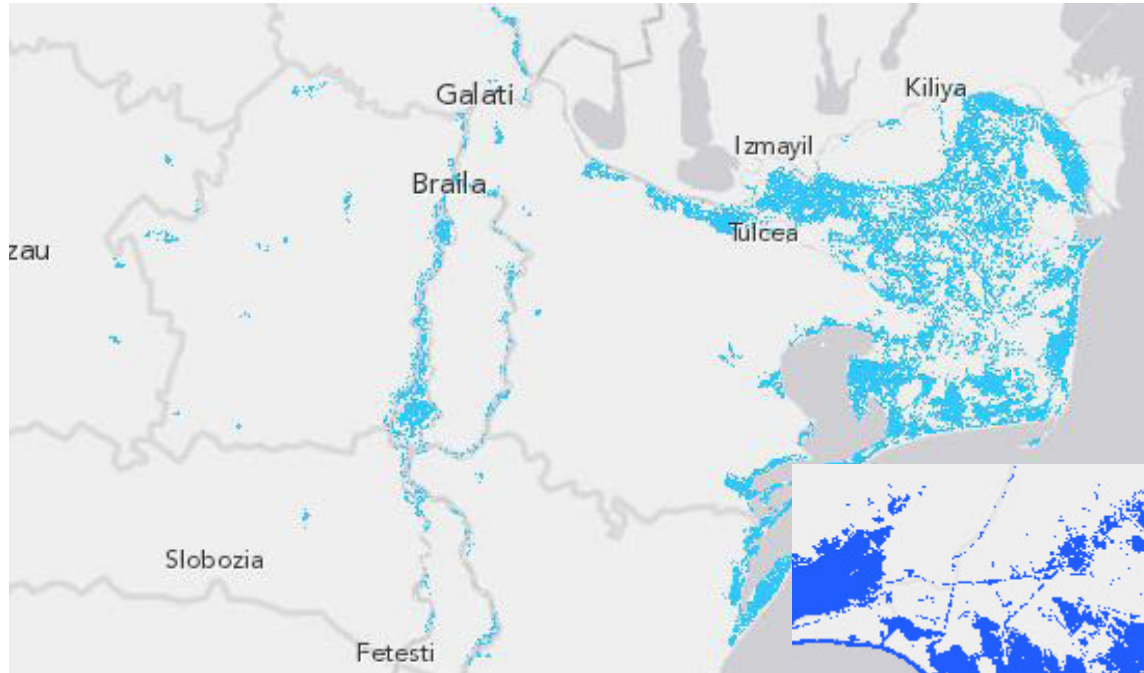 Kiliya
Galati
Izmayil
Braila
Tulcea
zau
Slobozia
Fetesti